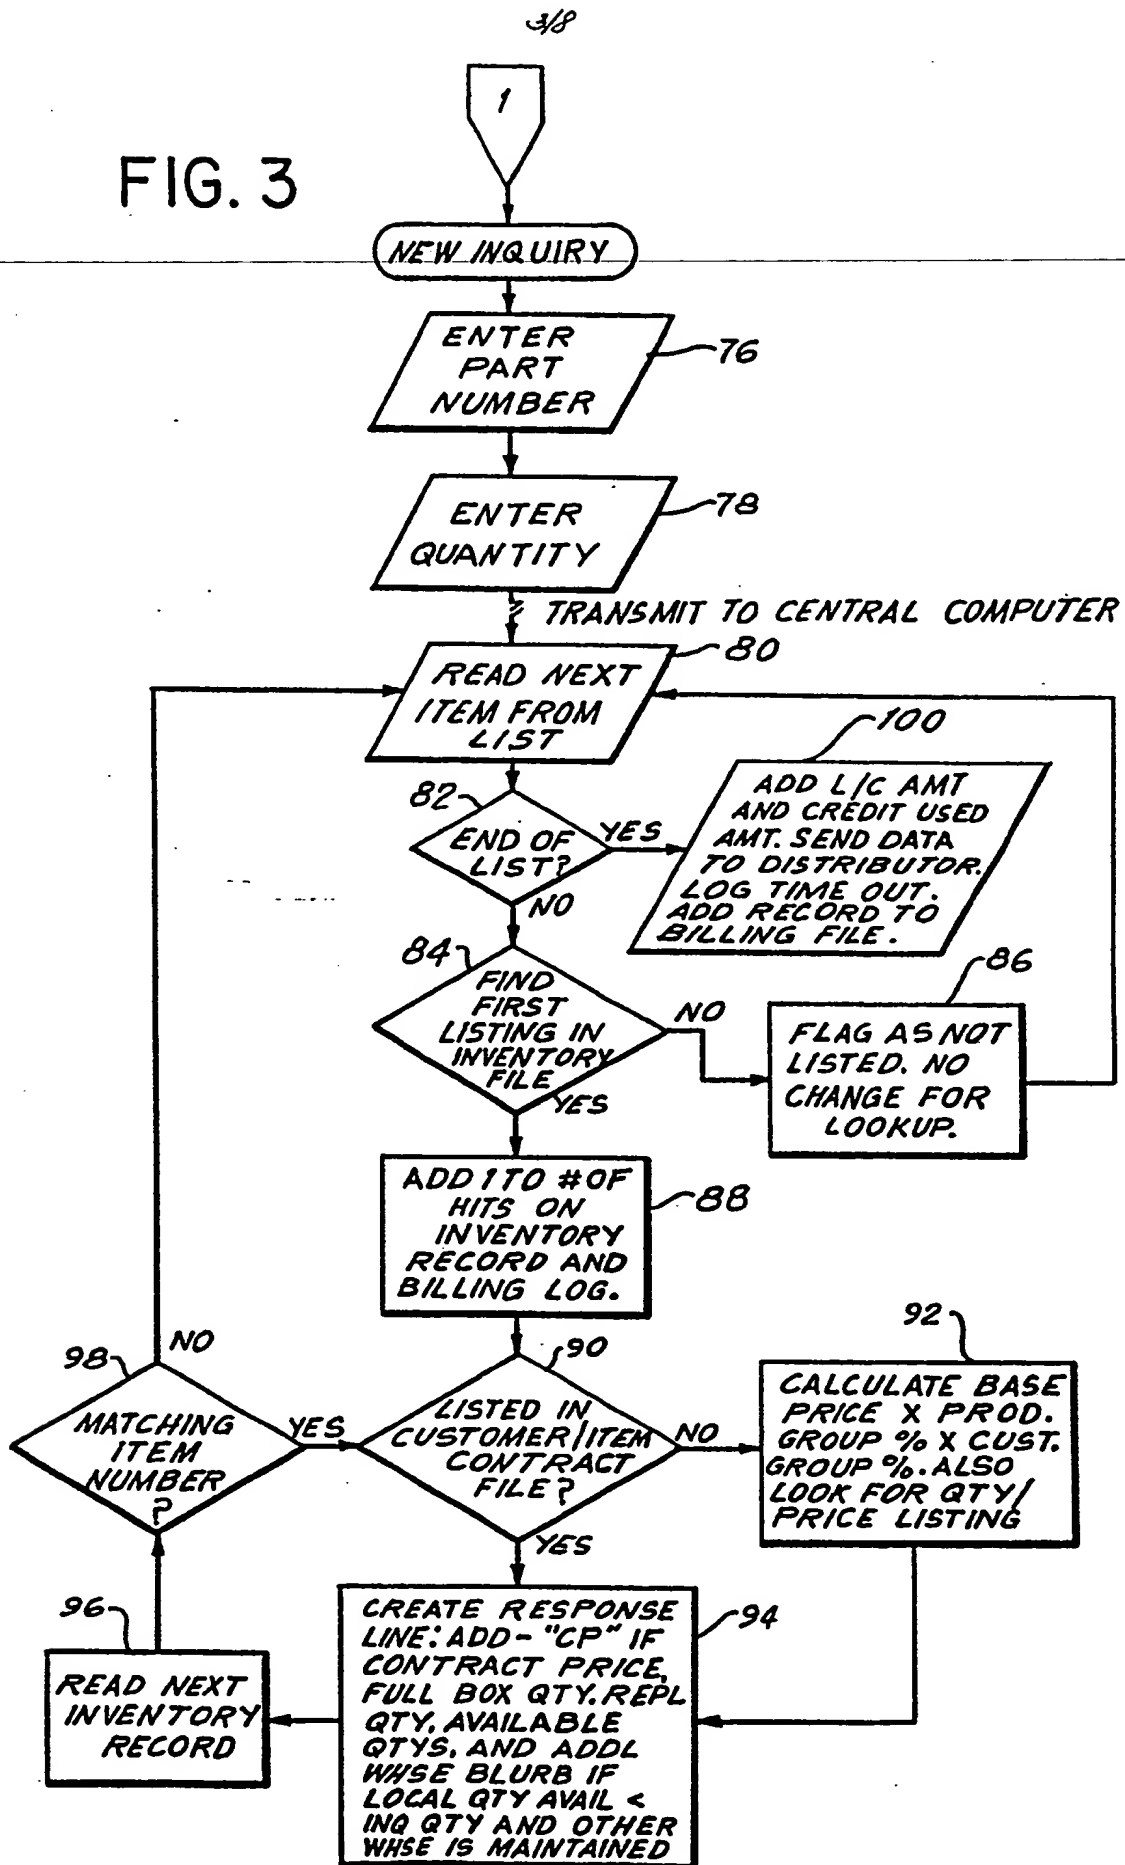 3/8
1
FIG. 3
NEW INQUIRY
ENTER
PART
NUMBER
76
ENTER
QUANTITY
78
TRANSMIT TO CENTRAL COMPUTER
READ NEXT
ITEM FROM
LIST
80
82
END OF
LIST?
YES
NO
100
ADD L/C AMT
AND CREDIT USED
AMT. SEND DATA
TO DISTRIBUTOR.
LOG TIME OUT.
ADD RECORD TO
BILLING FILE.
84
FIND
FIRST
LISTING IN
INVENTORY
FILE
NO
YES
86
FLAG AS NOT
LISTED. NO
CHANGE FOR
LOOKUP.
ADD 1 TO # OF
HITS ON
INVENTORY
RECORD AND
BILLING LOG.
88
90
LISTED IN
CUSTOMER/ITEM
CONTRACT
FILE?
NO
YES
92
CALCULATE BASE
PRICE X PROD.
GROUP % X CUST.
GROUP %. ALSO
LOOK FOR QTY/
PRICE LISTING
98
NO
MATCHING
ITEM
NUMBER
?
YES
96
READ NEXT
INVENTORY
RECORD
CREATE RESPONSE
LINE: ADD - "CP" IF
CONTRACT PRICE,
FULL BOX QTY. REPL
QTY, AVAILABLE
QTYS, AND ADDL
WHSE BLURB IF
LOCAL QTY AVAIL <
INQ QTY AND OTHER
WHSE IS MAINTAINED
94